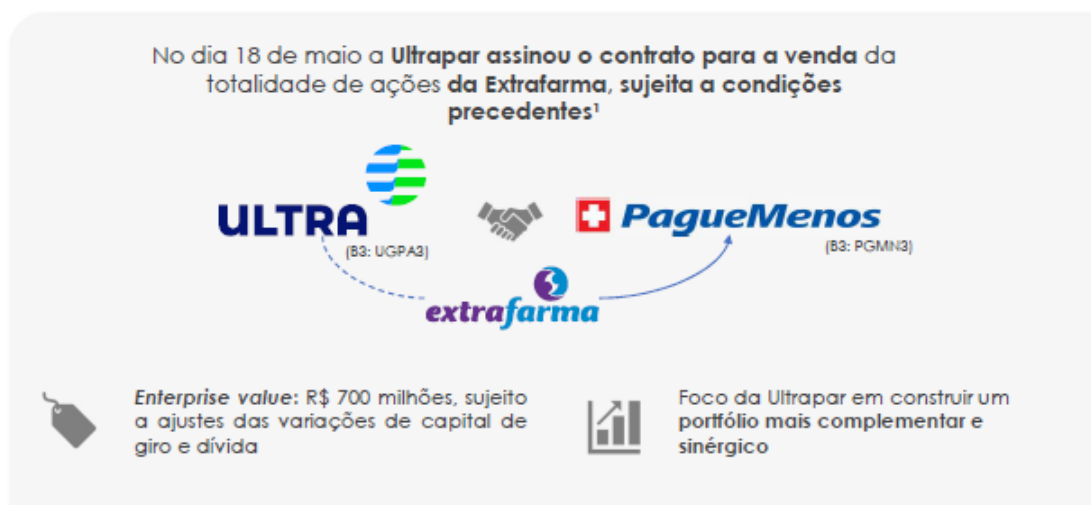 No dia 18 de maio a Ultrapar assinou o contrato para a venda da
totalidade de ações da Extrafarma, sujeita a condições
precedentes¹
ULTRA
(B3: UGPA3)
PagueMenos
(B3: PGMN3)
extrafarma
Enterprise value: R$ 700 milhões, sujeito
a ajustes das variações de capital de
giro e dívida
Foco da Ultrapar em construir um
portfólio mais complementar e
sinérgico